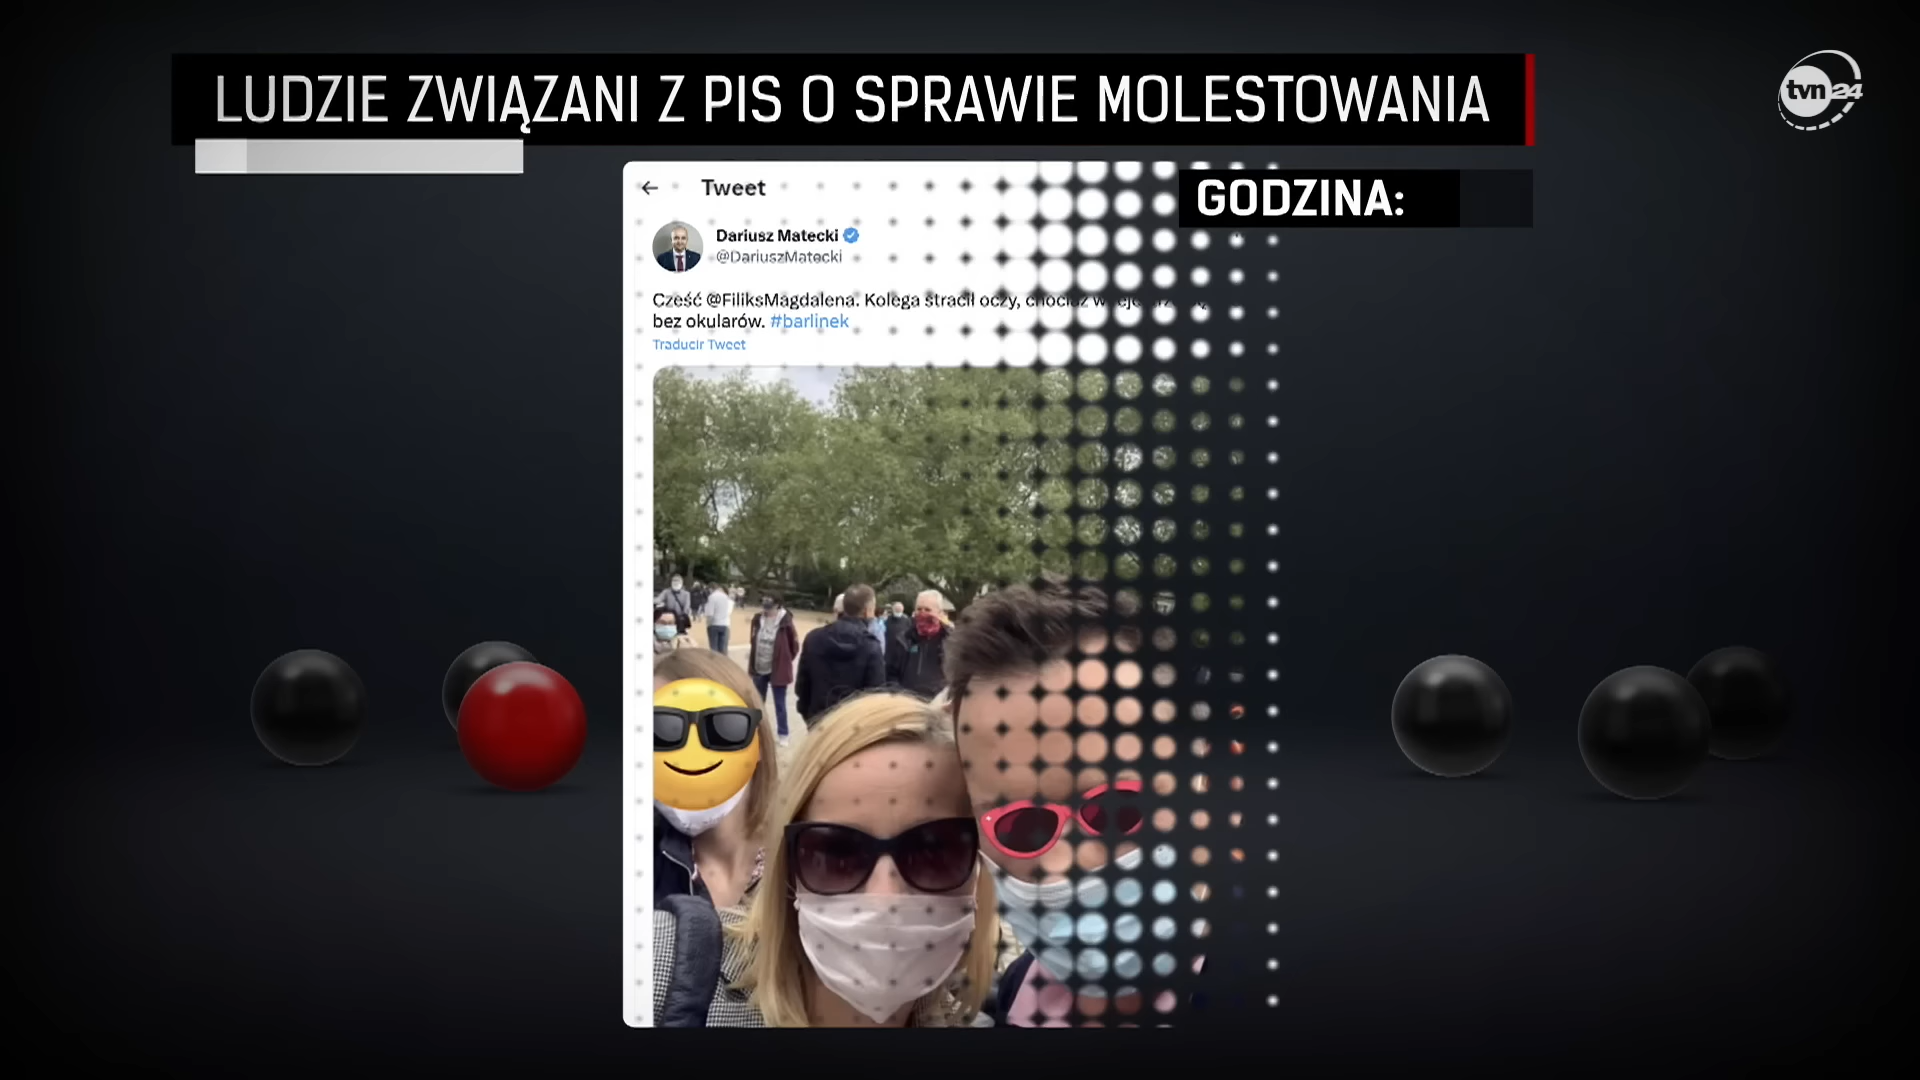 LUDZIE ZWIĄZANI Z PIS O SPRAWIE MOLESTOWANIA
tvn24
GODZINA:
Tweet
Dariusz Matecki
@DariuszMatecki
Cześć @FiliksMagdalena. Kolega stracił oczy, chociaż
bez okularów. #barlinek
Traducir Tweet